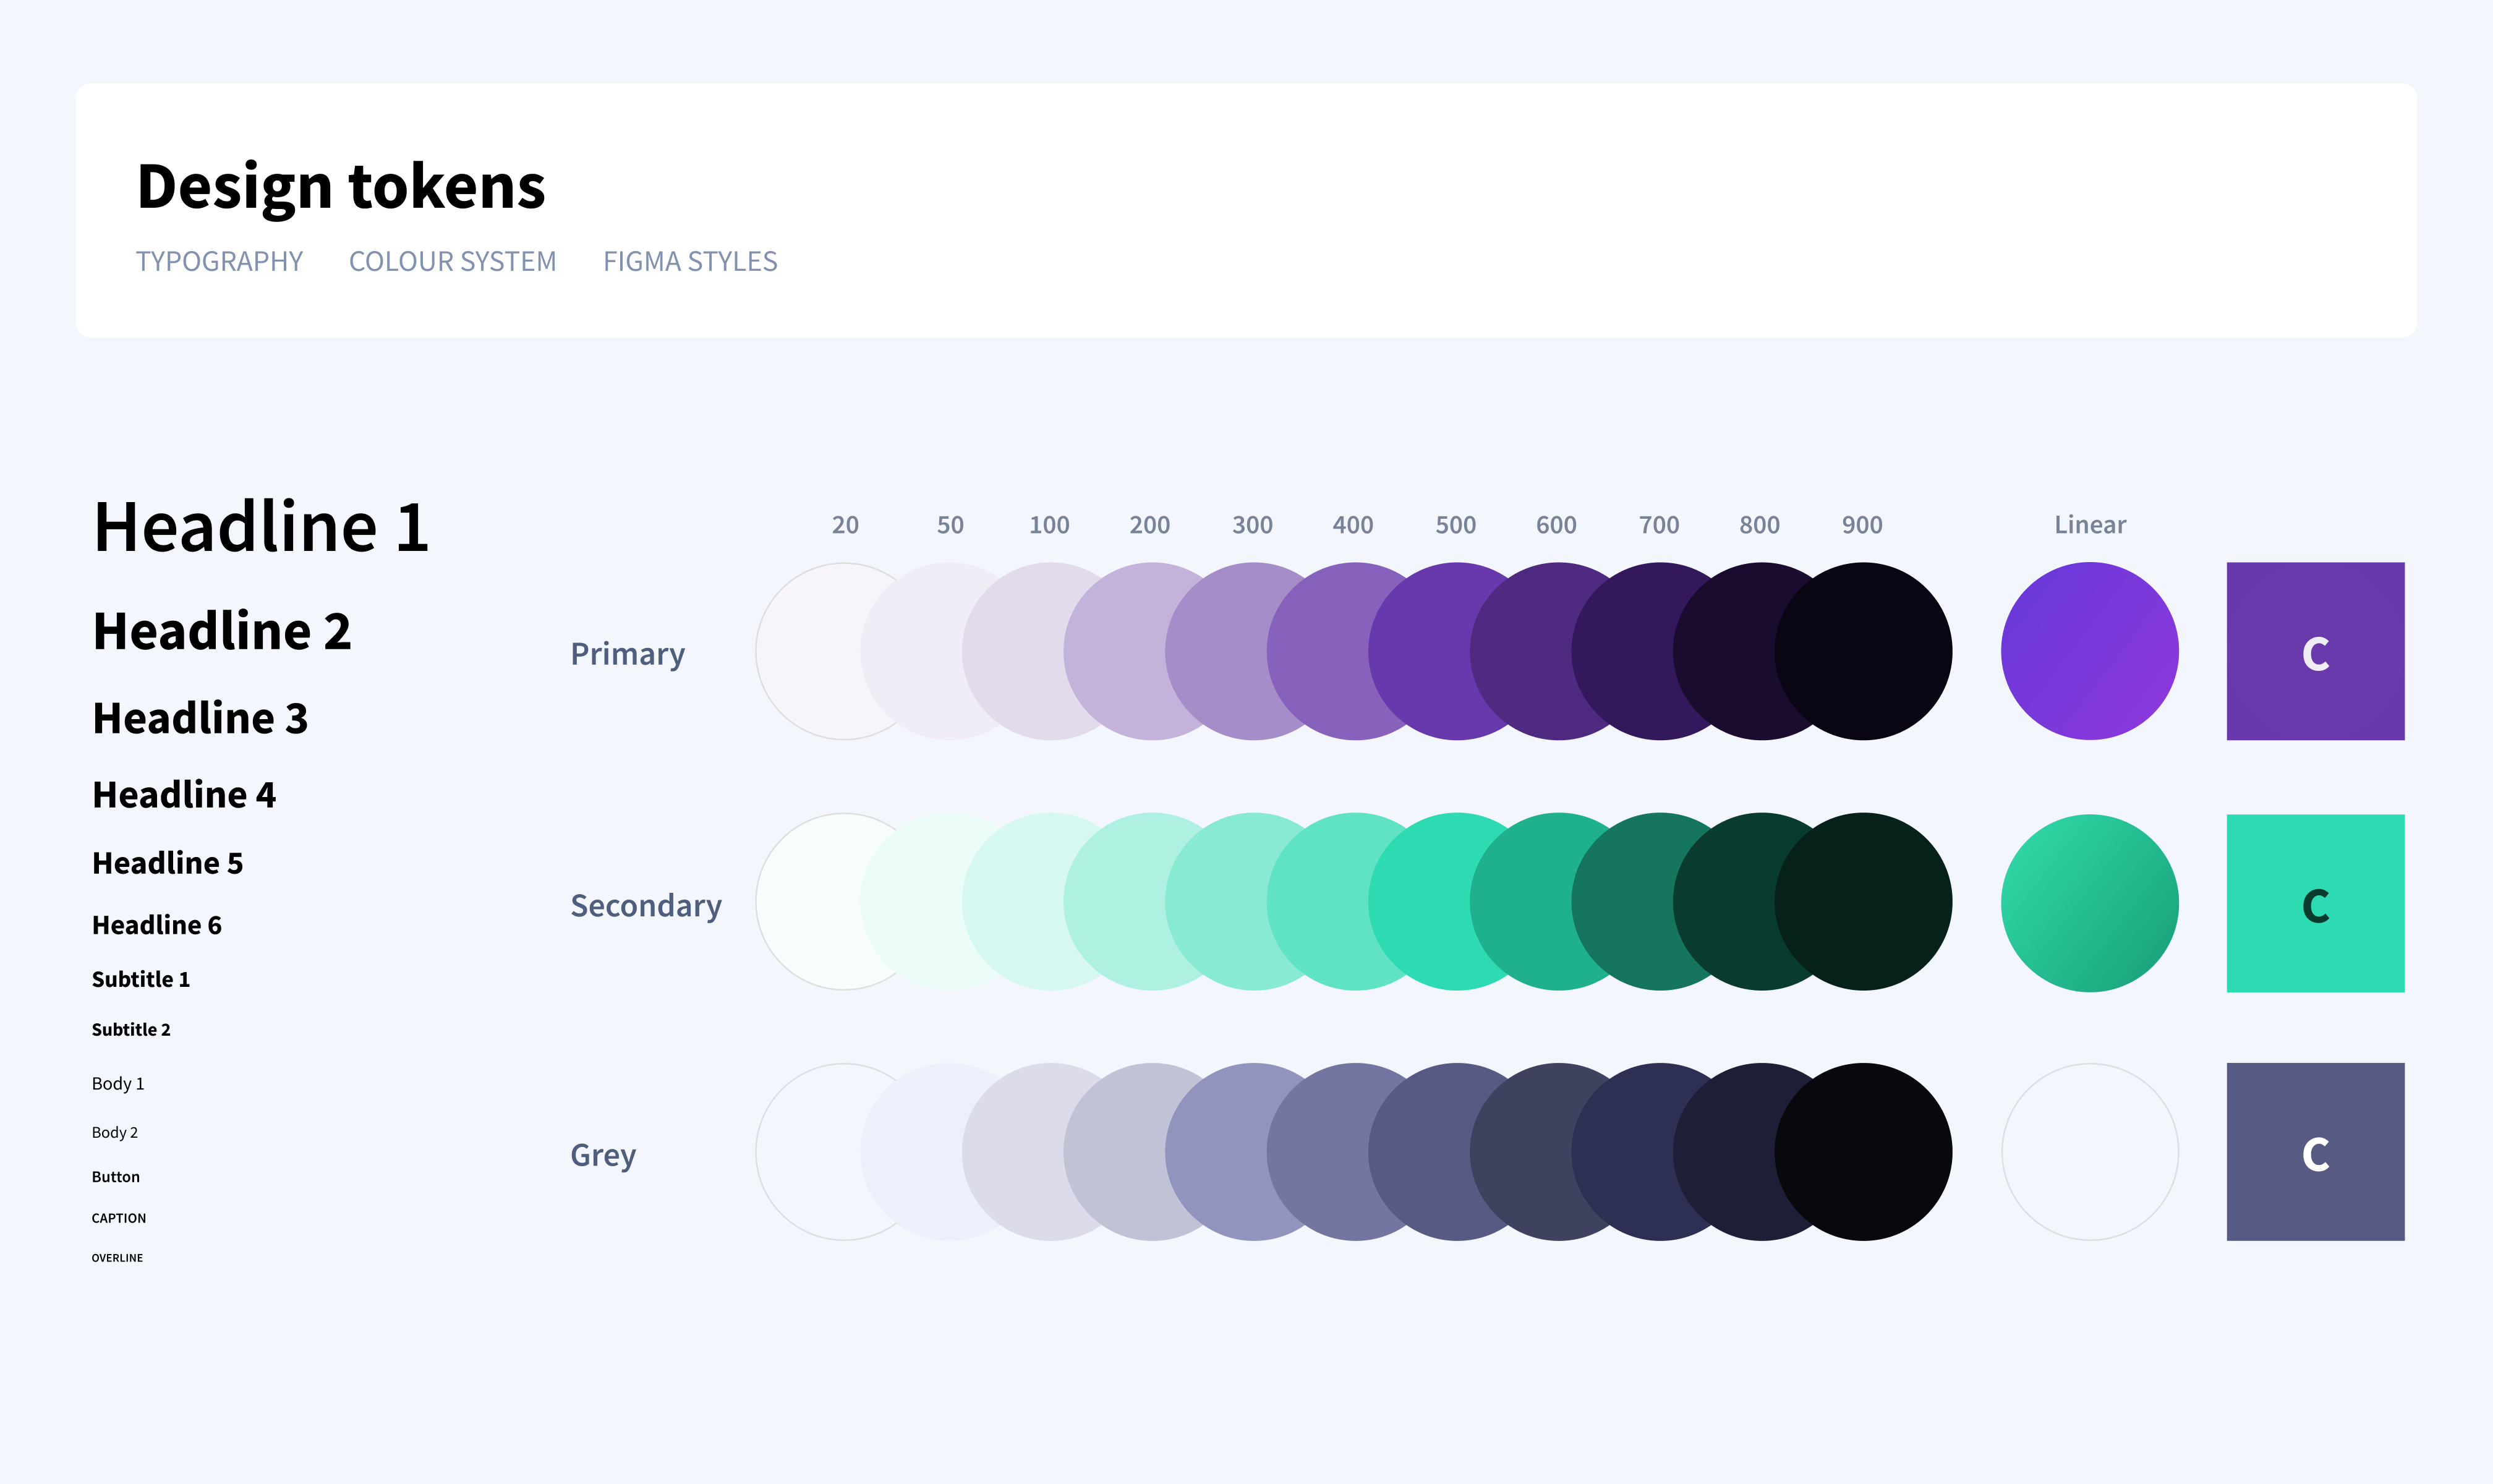 Design tokens
TYPOGRAPHY COLOUR SYSTEM FIGMA STYLES
Headline 1
Headline 2
Headline 3
Headline 4
Headline 5
Headline 6
Subtitle 1
Subtitle 2
Body 1
Body 2
Button
CAPTION
OVERLINE
20 50 100 200 300 400 500 600 700 800 900 Linear
Primary C
Secondary C
Grey C